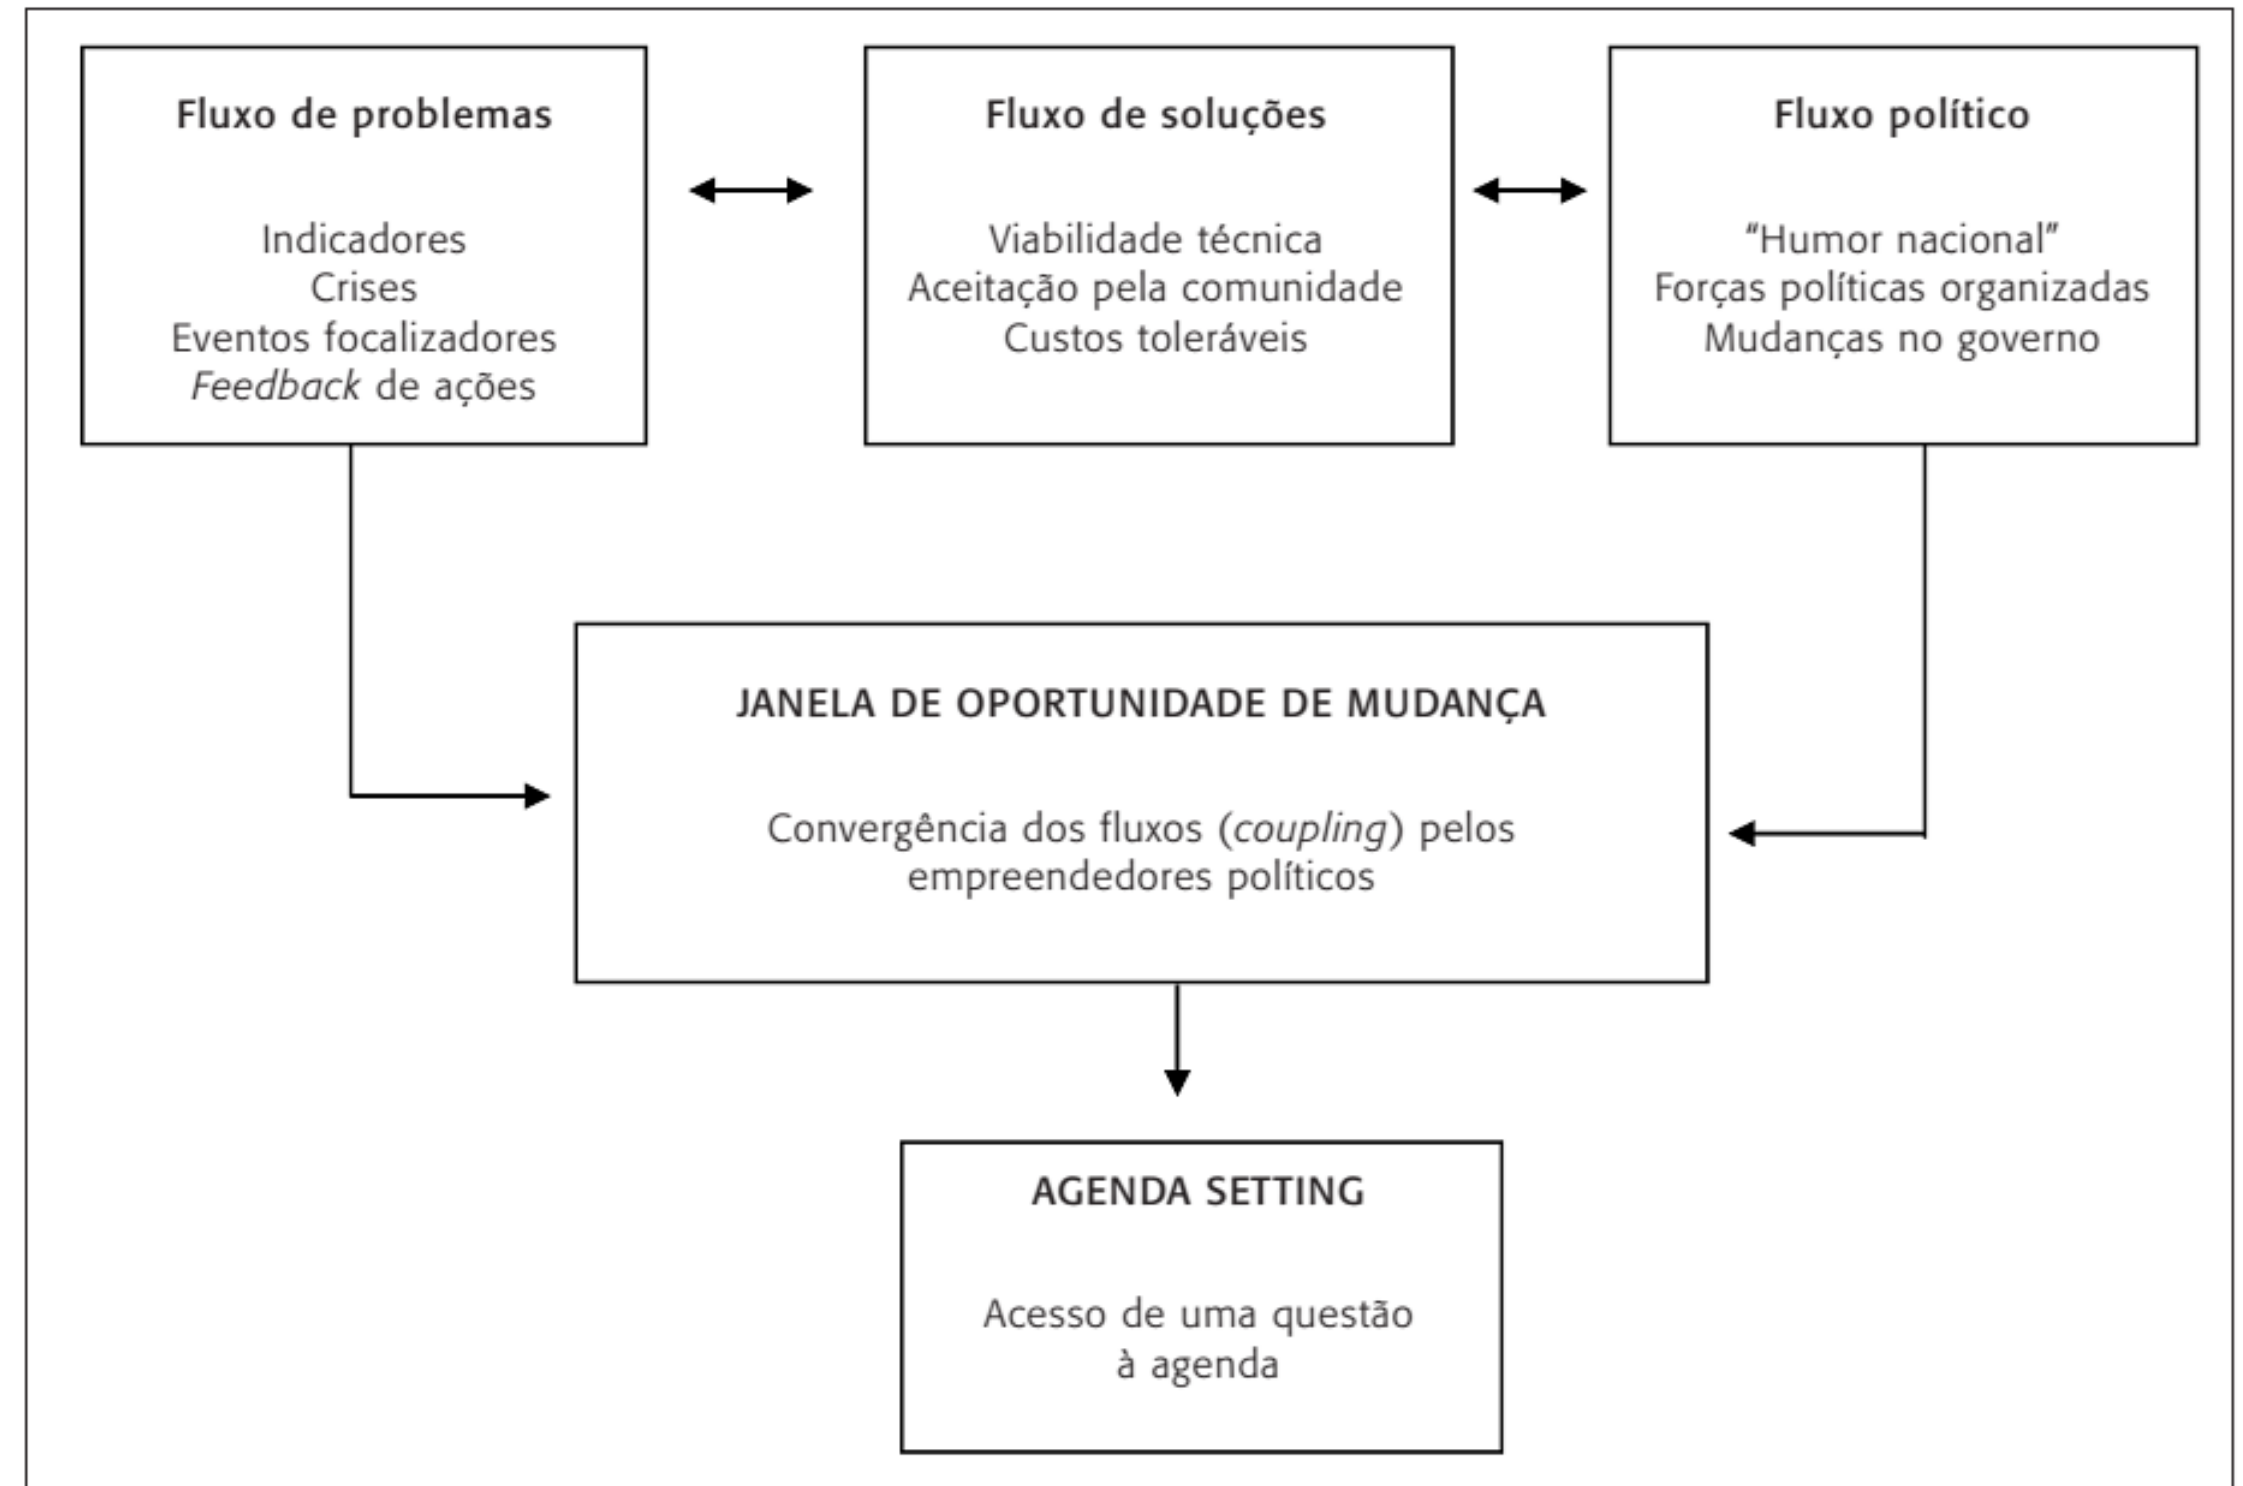 Fluxo de problemas
Indicadores
Crises
Eventos focalizadores
Feedback de ações
Fluxo de soluções
Viabilidade técnica
Aceitação pela comunidade
Custos toleráveis
Fluxo político
“Humor nacional”
Forças políticas organizadas
Mudanças no governo
JANELA DE OPORTUNIDADE DE MUDANÇA
Convergência dos fluxos (coupling) pelos
empreendedores políticos
AGENDA SETTING
Acesso de uma questão
à agenda